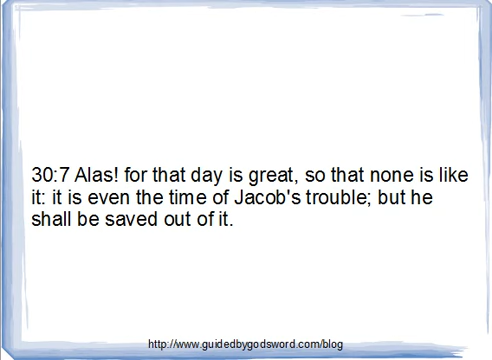 30:7 Alas! for that day is great, so that none is like
it: it is even the time of Jacob's trouble; but he
shall be saved out of it.
http://www.guidedbygodsword.com/blog